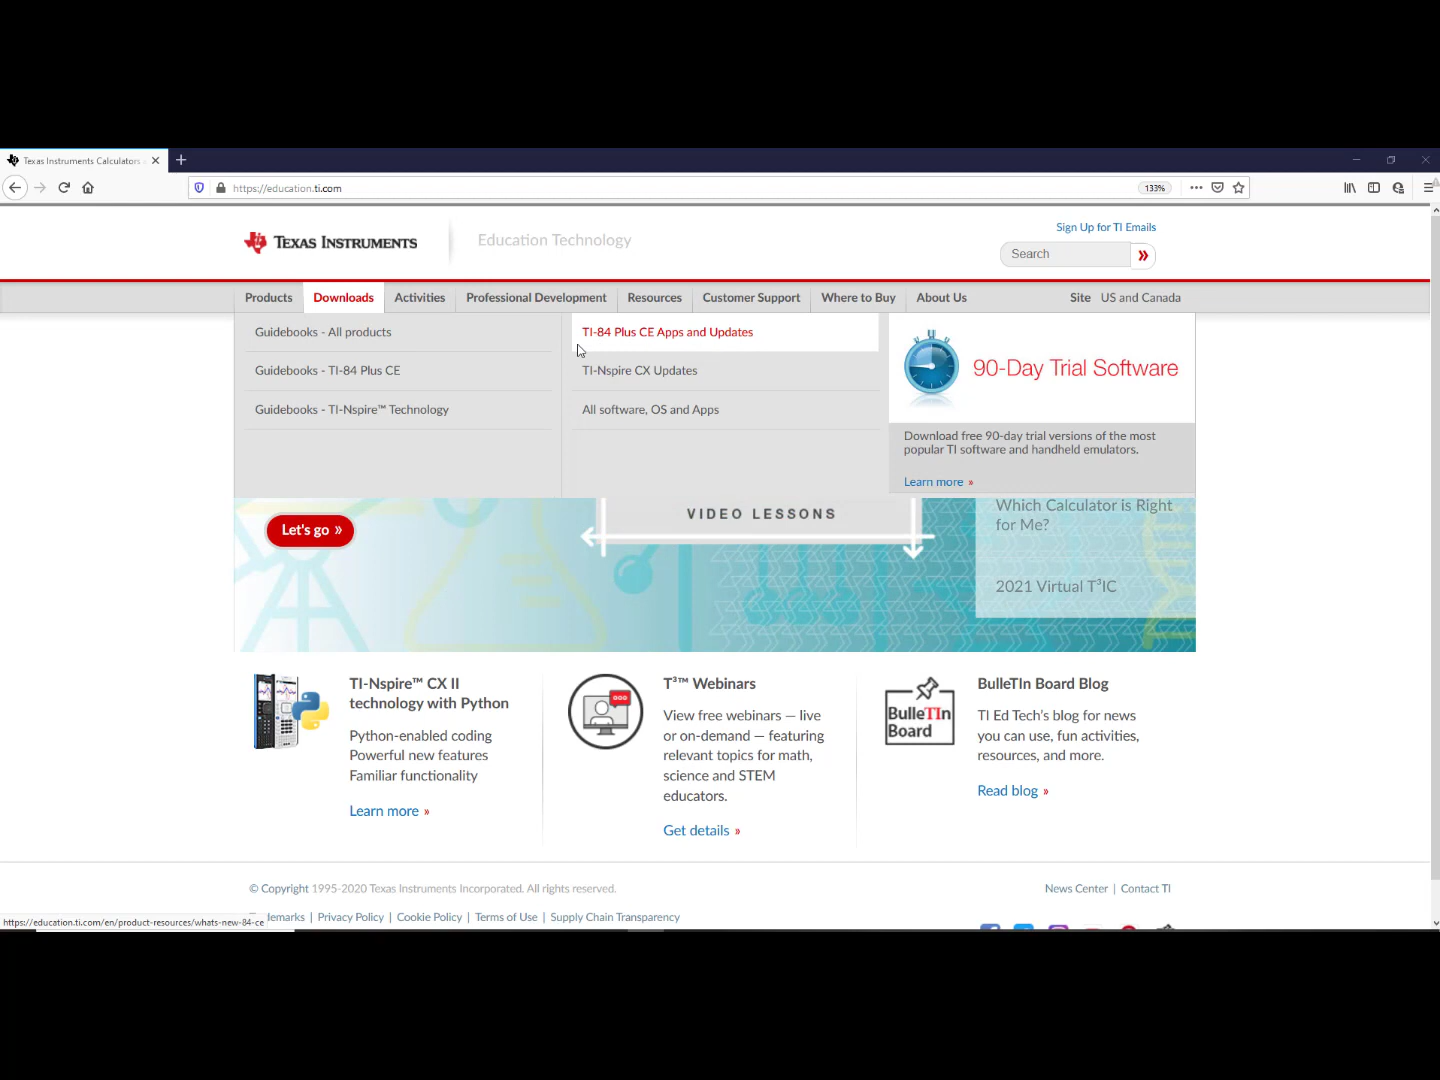 Texas Instruments Calculators
https://education.ti.com
133%
TEXAS INSTRUMENTS
Education Technology
Sign Up for TI Emails
Search
Products
Downloads
Activities
Professional Development
Resources
Customer Support
Where to Buy
About Us
Site US and Canada
Guidebooks - All products
Guidebooks - TI-84 Plus CE
Guidebooks - TI-Nspire™ Technology
TI-84 Plus CE Apps and Updates
TI-Nspire CX Updates
All software, OS and Apps
90-Day Trial Software
Download free 90-day trial versions of the most
popular TI software and handheld emulators.
Learn more »
Let's go »
VIDEO LESSONS
Which Calculator is Right
for Me?
2021 Virtual T³IC
TI-Nspire™ CX II
technology with Python
Python-enabled coding
Powerful new features
Familiar functionality
Learn more »
T³™ Webinars
View free webinars — live
or on-demand — featuring
relevant topics for math,
science and STEM
educators.
Get details »
BulleTIn
Board
BulleTIn Board Blog
TI Ed Tech's blog for news
you can use, fun activities,
resources, and more.
Read blog »
© Copyright 1995-2020 Texas Instruments Incorporated. All rights reserved.
News Center | Contact TI
https://education.ti.com/en/product-resources/whats-new-84-ce
demarks | Privacy Policy | Cookie Policy | Terms of Use | Supply Chain Transparency